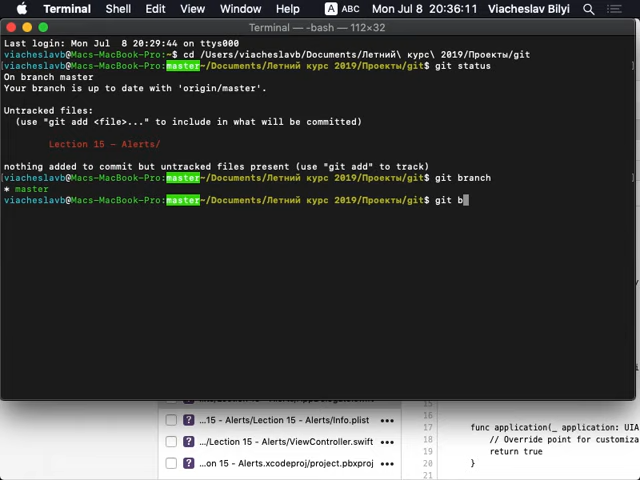 Terminal Shell Edit View Window Help A ABC Mon Jul 8 20:36:11 Viacheslav Bilyi
Terminal — -bash — 112×32
Last login: Mon Jul  8 20:29:44 on ttys000
viacheslavb@Macs-MacBook-Pro:~$ cd /Users/viacheslavb/Documents/Летний\ курс\ 2019/Проекты/git
[viacheslavb@Macs-MacBook-Pro:master~/Documents/Летний курс 2019/Проекты/git$ git status ]
On branch master
Your branch is up to date with 'origin/master'.
Untracked files:
(use "git add <file>..." to include in what will be committed)
Lection 15 — Alerts/
nothing added to commit but untracked files present (use "git add" to track)
[viacheslavb@Macs-MacBook-Pro:master~/Documents/Летний курс 2019/Проекты/git$ git branch ]
* master
viacheslavb@Macs-MacBook-Pro:master~/Documents/Летний курс 2019/Проекты/git$ git b
15
? ...15 - Alerts/Lection 15 - Alerts/Info.plist •••
16
? .../Lection 15 - Alerts/ViewController.swift •••
? ...on 15 - Alerts.xcodeproj/project.pbxproj •••
17 func application(_ application: UIA
18 // Override point for customiza
19 return true
20 }
21